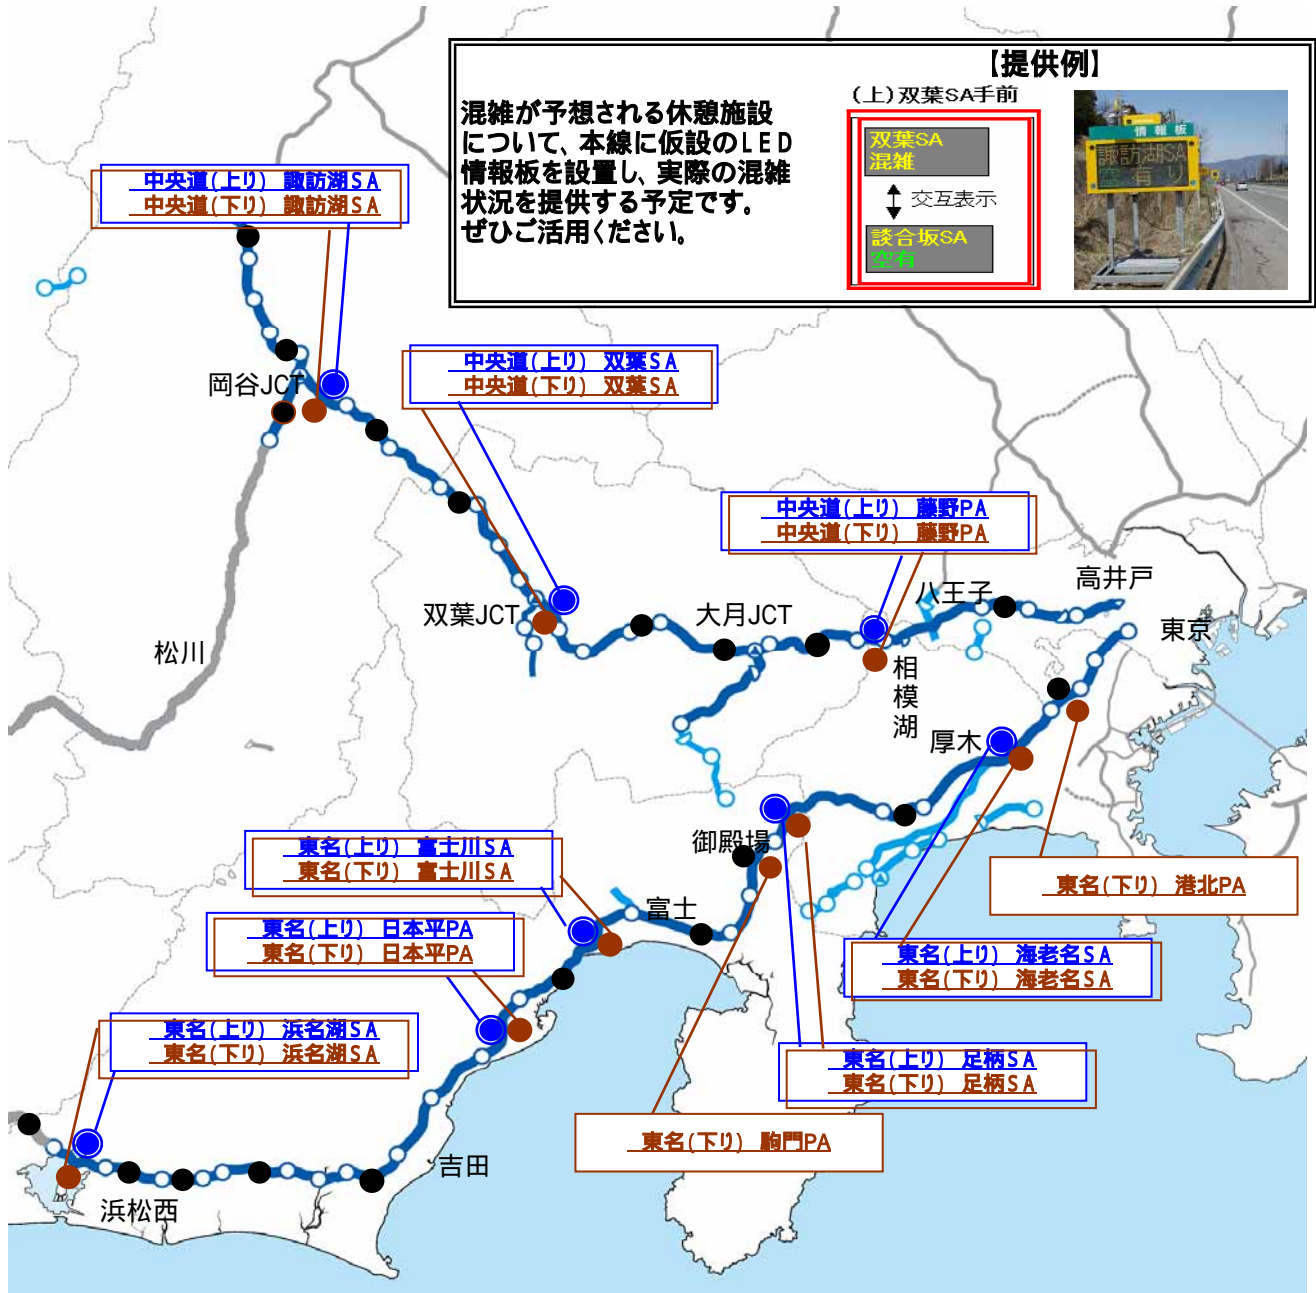 【提供例】
混雑が予想される休憩施設
について、本線に仮設のLED
情報板を設置し、実際の混雑
状況を提供する予定です。
ぜひご活用ください。
(上)双葉SA手前
双葉SA
混雑
交互表示
談合坂SA
空有
情報板
諏訪湖SA
空有り
中央道(上り) 諏訪湖SA
中央道(下り) 諏訪湖SA
岡谷JCT
中央道(上り) 双葉SA
中央道(下り) 双葉SA
中央道(上り) 藤野PA
中央道(下り) 藤野PA
高井戸
八王子
双葉JCT
大月JCT
東京
松川
相模湖
厚木
御殿場
東名(上り) 富士川SA
東名(下り) 富士川SA
東名(下り) 港北PA
富士
東名(上り) 日本平PA
東名(下り) 日本平PA
東名(上り) 海老名SA
東名(下り) 海老名SA
東名(上り) 浜名湖SA
東名(下り) 浜名湖SA
東名(上り) 足柄SA
東名(下り) 足柄SA
東名(下り) 駒門PA
吉田
浜松西